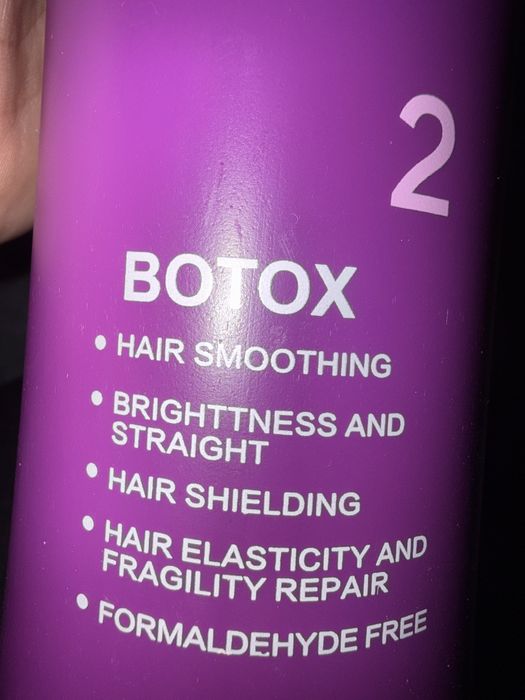 2
BOTOX
• HAIR SMOOTHING
• BRIGHTTNESS AND
STRAIGHT
• HAIR SHIELDING
• HAIR ELASTICITY AND
FRAGILITY REPAIR
• FORMALDEHYDE FREE